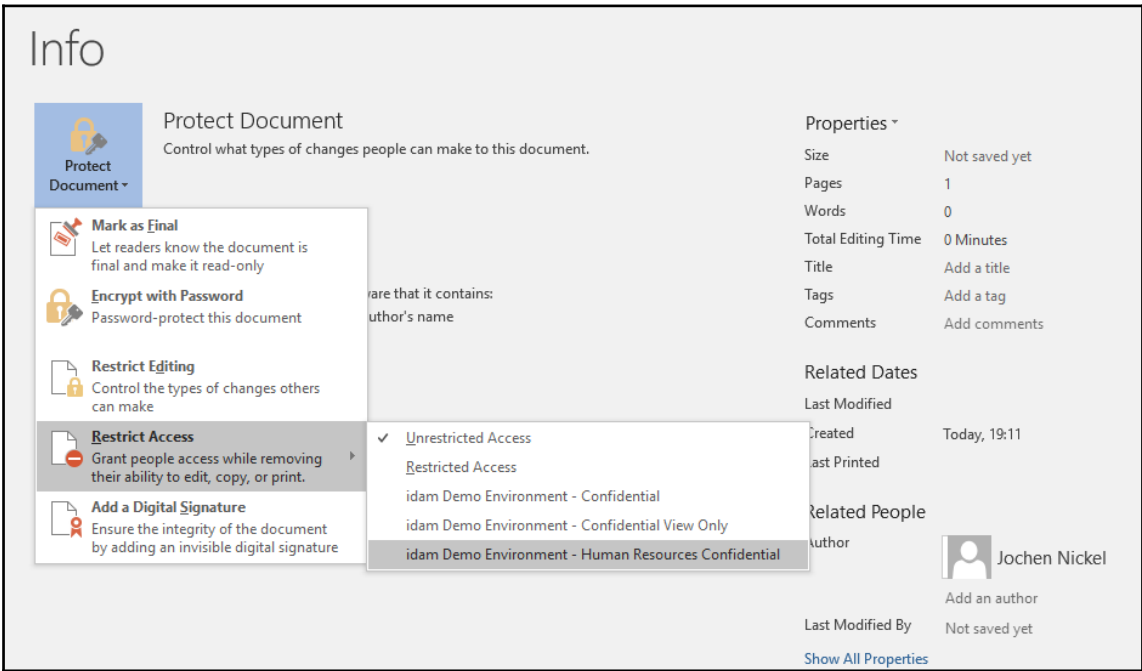 Info
Protect
Document
Protect Document
Control what types of changes people can make to this document.
Mark as Final
Let readers know the document is
final and make it read-only
Encrypt with Password
Password-protect this document
Restrict Editing
Control the types of changes others
can make
Restrict Access
Grant people access while removing
their ability to edit, copy, or print.
Add a Digital Signature
Ensure the integrity of the document
by adding an invisible digital signature
that it contains:
author's name
✓ Unrestricted Access
Restricted Access
idam Demo Environment - Confidential
idam Demo Environment - Confidential View Only
idam Demo Environment - Human Resources Confidential
Properties
Size Not saved yet
Pages 1
Words 0
Total Editing Time 0 Minutes
Title Add a title
Tags Add a tag
Comments Add comments
Related Dates
Last Modified
Created Today, 19:11
Last Printed
Related People
Author Jochen Nickel
Add an author
Last Modified By Not saved yet
Show All Properties